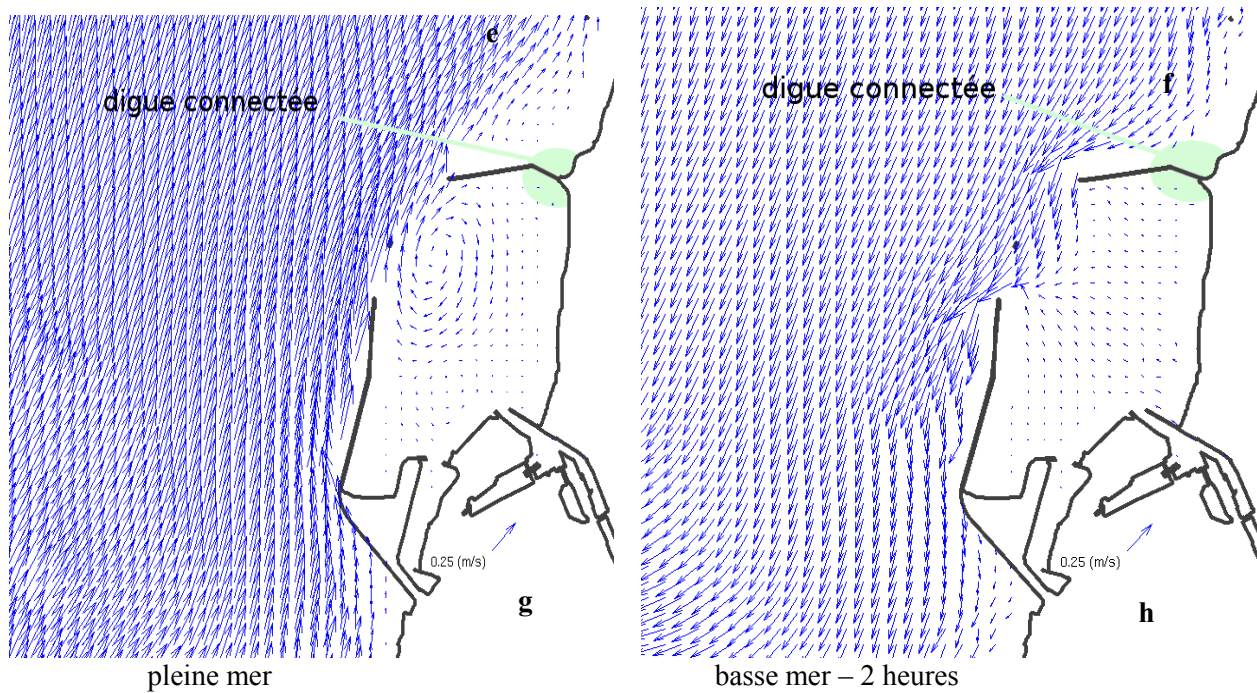 e
digue connectée
0.25 (m/s)
g
pleine mer
f
digue connectée
0.25 (m/s)
h
basse mer – 2 heures